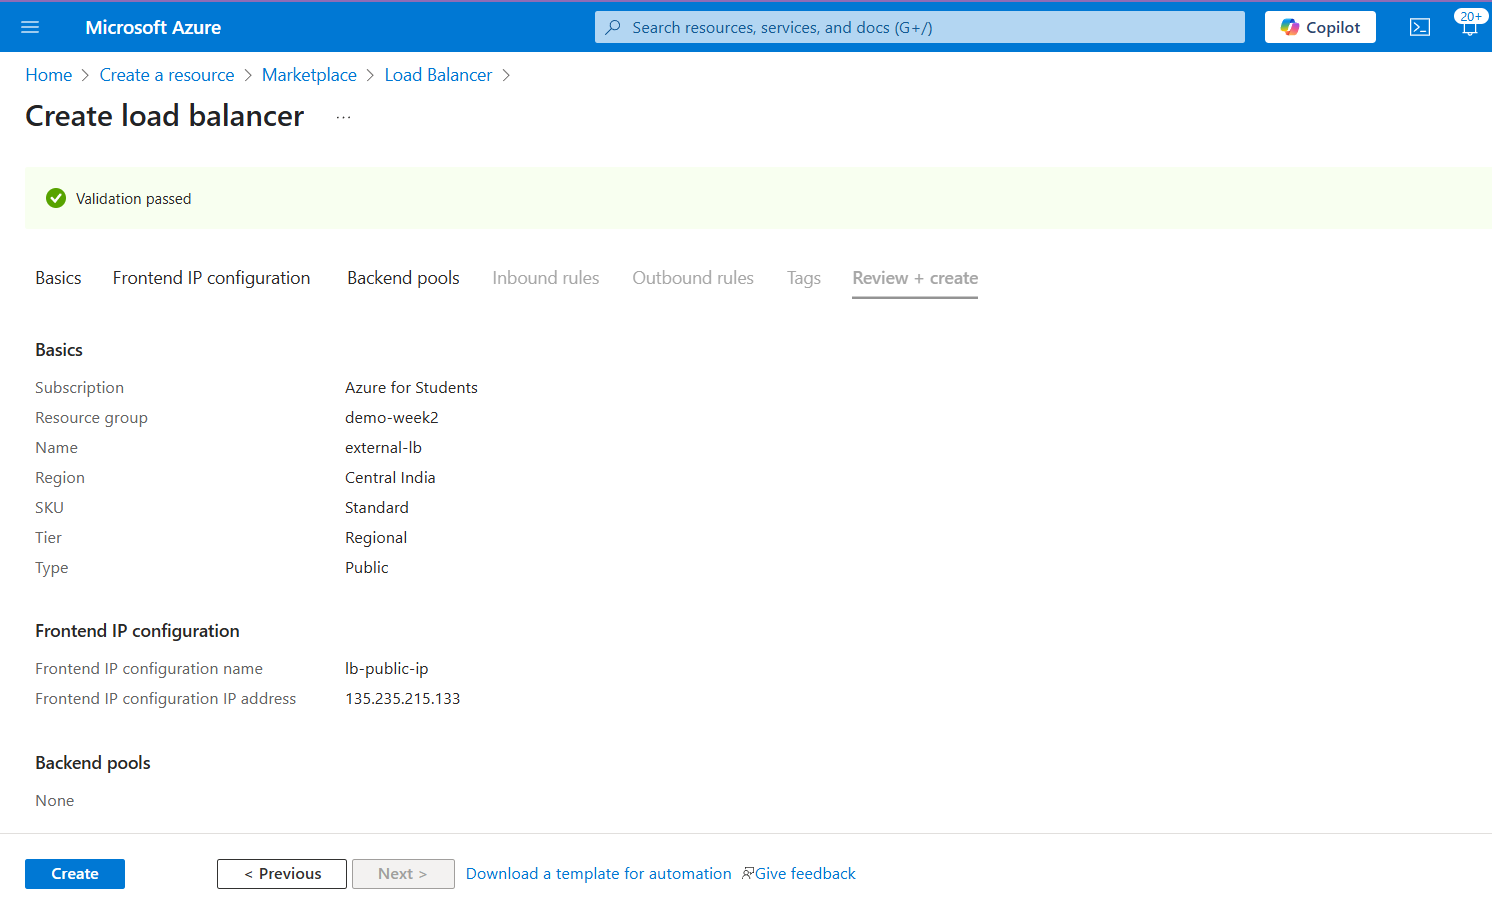 Microsoft Azure
Search resources, services, and docs (G+/)
Copilot
20+
Home > Create a resource > Marketplace > Load Balancer >
Create load balancer ...
Validation passed
Basics Frontend IP configuration Backend pools Inbound rules Outbound rules Tags Review + create
Basics
Subscription Azure for Students
Resource group demo-week2
Name external-lb
Region Central India
SKU Standard
Tier Regional
Type Public
Frontend IP configuration
Frontend IP configuration name lb-public-ip
Frontend IP configuration IP address 135.235.215.133
Backend pools
None
Create < Previous Next > Download a template for automation Give feedback